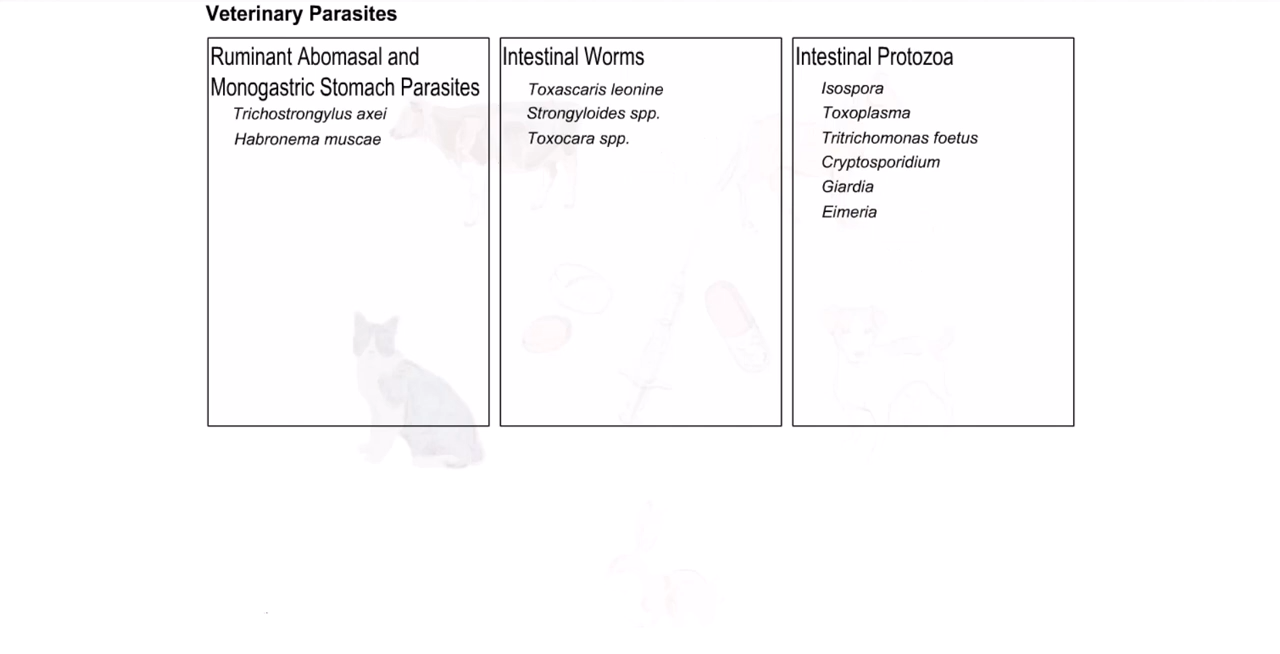 Veterinary Parasites
Ruminant Abomasal and
Monogastric Stomach Parasites
Trichostrongylus axei
Habronema muscae
Intestinal Worms
Toxascaris leonine
Strongyloides spp.
Toxocara spp.
Intestinal Protozoa
Isospora
Toxoplasma
Tritrichomonas foetus
Cryptosporidium
Giardia
Eimeria